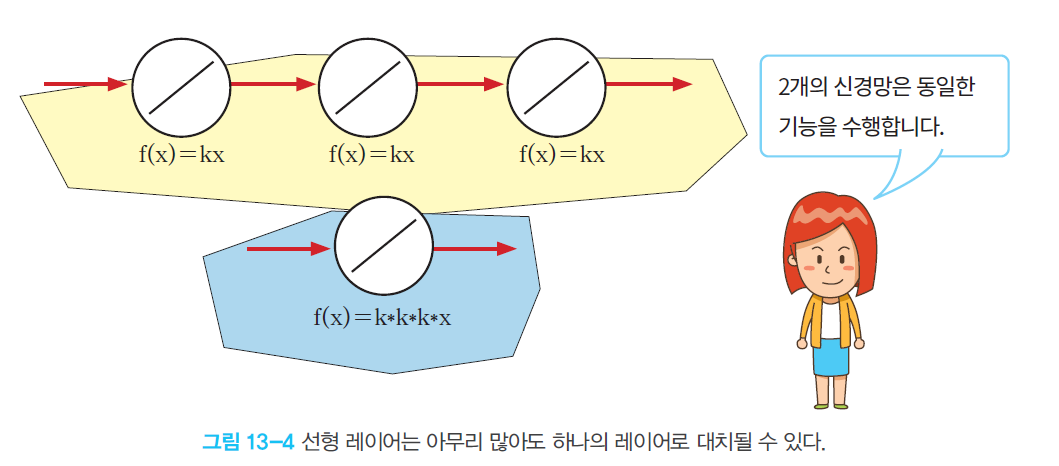 f(x)=kx f(x)=kx f(x)=kx
2개의 신경망은 동일한
기능을 수행합니다.
f(x)=k*k*k*x
그림 13-4 선형 레이어는 아무리 많아도 하나의 레이어로 대치될 수 있다.